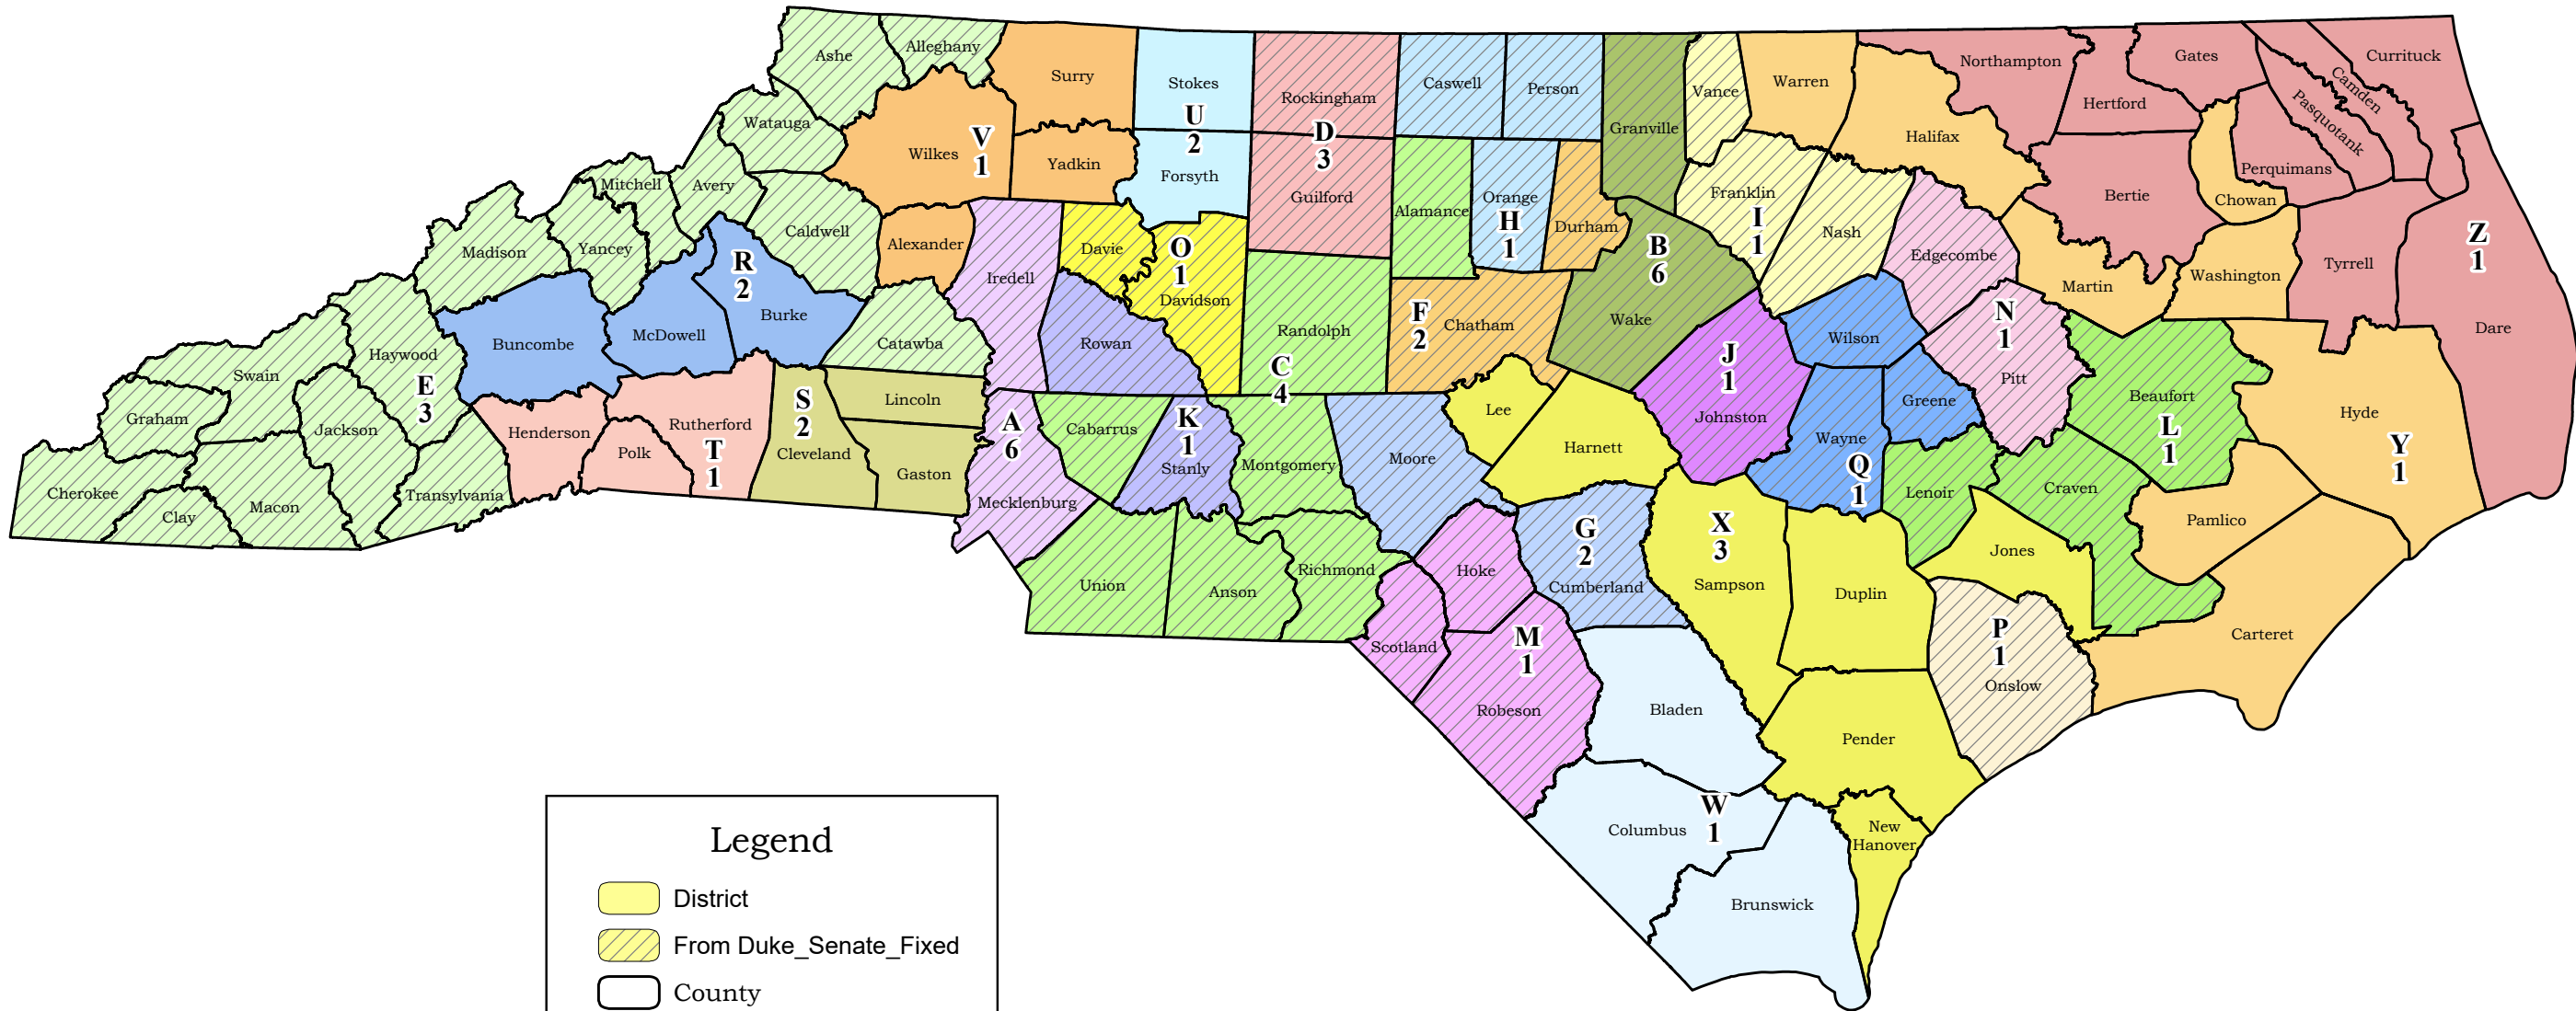 Ashe
Alleghany
Surry
Stokes
Rockingham
Caswell
Person
Granville
Vance
Warren
Halifax
Northampton
Hertford
Gates
Camden
Currituck
Pasquotank
Perquimans
Chowan
Bertie
Watauga
Wilkes
V
1
Yadkin
U
2
Forsyth
D
3
Guilford
Alamance
Orange
H
1
Durham
Franklin
I
1
Nash
Edgecombe
Martin
Washington
Tyrrell
Z
1
Dare
Mitchell
Avery
Caldwell
Alexander
Iredell
Davie
O
1
Davidson
Randolph
C
4
F
2
Chatham
B
6
Wake
J
1
Johnston
Wilson
N
1
Pitt
Greene
Beaufort
L
1
Hyde
Y
1
Madison
Yancey
R
2
Burke
McDowell
Buncombe
Haywood
E
3
Swain
Graham
Jackson
Cherokee
Clay
Macon
Transylvania
Henderson
Polk
Rutherford
T
1
S
2
Cleveland
Catawba
Lincoln
Gaston
Rowan
A
6
Mecklenburg
Cabarrus
K
1
Stanly
Montgomery
Moore
Lee
Harnett
Wayne
Q
1
Lenoir
Craven
Pamlico
Jones
Carteret
Union
Anson
Richmond
Scotland
Hoke
G
2
Cumberland
X
3
Sampson
Duplin
P
1
Onslow
M
1
Robeson
Bladen
Pender
W
1
Columbus
New
Hanover
Brunswick
Legend
District
From Duke_Senate_Fixed
County